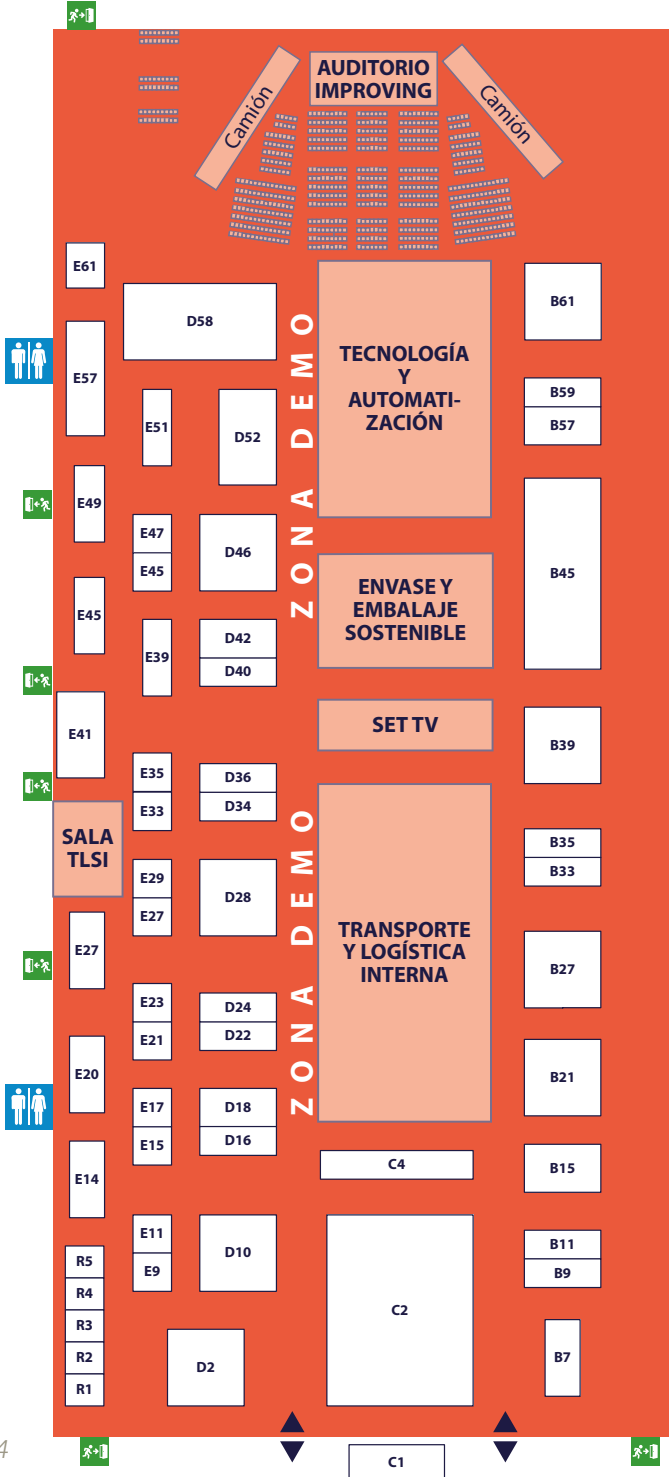 AUDITORIO
IMPROVING
Camión
Camión
E61
D58
B61
E57
ZONA DEMO
TECNOLOGÍA
Y
AUTOMATI-
ZACIÓN
E51
D52
B59
B57
E49
E47
E45
D46
B45
ENVASE Y
EMBALAJE
SOSTENIBLE
E45
E39
D42
D40
E41
SET TV
B39
E35
E33
D36
D34
SALA
TLSI
ZONA DEMO
B35
B33
E29
E27
D28
TRANSPORTE
Y LOGÍSTICA
INTERNA
E27
B27
E23
E21
D24
D22
E20
B21
E17
E15
D18
D16
C4
B15
E14
E11
E9
D10
B11
B9
R5
R4
R3
R2
R1
C2
D2
B7
4
C1